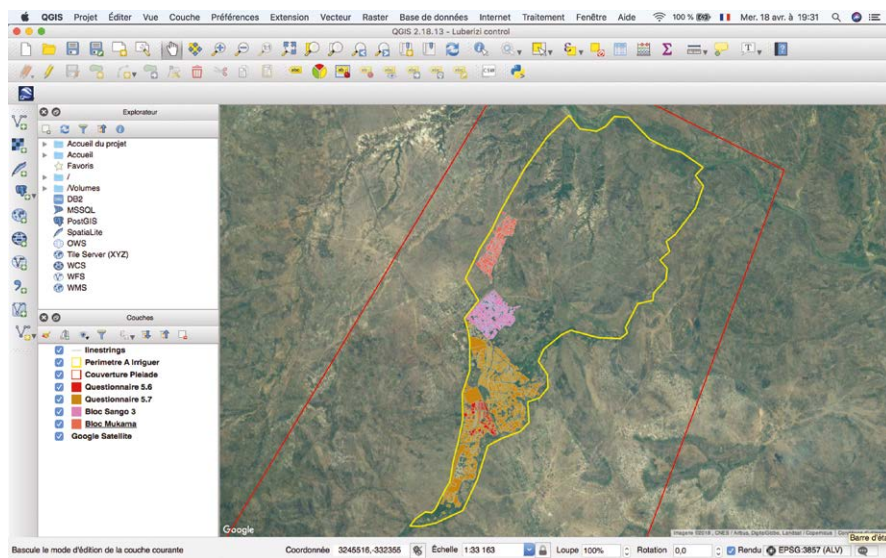 QGIS Projet Éditer Vue Couche Préférences Extension Vecteur Raster Base de données Internet Traitement Fenêtre Aide 100 % Mer. 18 avr. à 19:31
QGIS 2.18.13 - Luberizi control
Explorateur
Accueil du projet
Accueil
Favoris
/
/Volumes
DB2
MSSQL
PostGIS
SpatiaLite
OWS
Tile Server (XYZ)
WCS
WFS
WMS
Couches
linestrings
Perimetre A Irriguer
Couverture Pleiade
Questionnaire 5.6
Questionnaire 5.7
Bloc Sango 3
Bloc Mukama
Google Satellite
Google
Bascule le mode d'édition de la couche courante
Coordonnée 3245516,-332355 Échelle 1:33 163 Loupe 100% Rotation 0,0 Rendu EPSG:3857 (ALV)
Barre d'éta